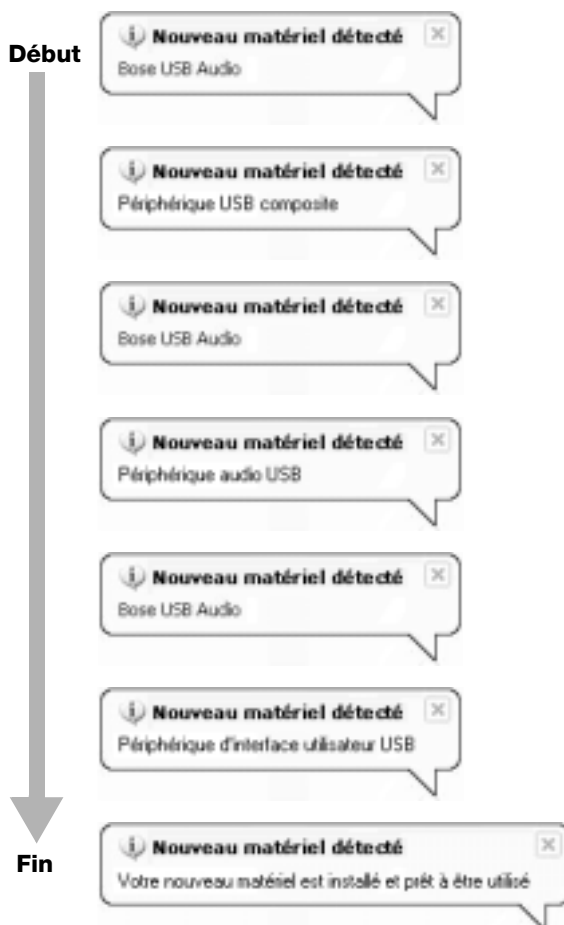 Début
Nouveau matériel détecté
Bose USB Audio
Nouveau matériel détecté
Périphérique USB composite
Nouveau matériel détecté
Bose USB Audio
Nouveau matériel détecté
Périphérique audio USB
Nouveau matériel détecté
Bose USB Audio
Nouveau matériel détecté
Périphérique d'interface utilisateur USB
Fin
Nouveau matériel détecté
Votre nouveau matériel est installé et prêt à être utilisé